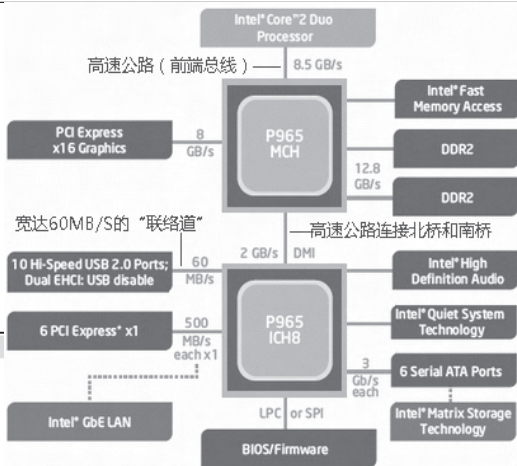 Intel® Core™2 Duo
Processor
高速公路（前端总线）
8.5 GB/s
Intel® Fast
Memory Access
PCI Express
x16 Graphics
8
GB/s
P965
MCH
DDR2
12.8
GB/s
DDR2
宽达60MB/S的“联络道”
高速公路连接北桥和南桥
2 GB/s
DMI
10 Hi-Speed USB 2.0 Ports;
Dual EHCI: USB disable
60
MB/s
Intel® High
Definition Audio
6 PCI Express* x1
500
MB/s
each x1
P965
ICH8
Intel® Quiet System
Technology
3
Gb/s
each
6 Serial ATA Ports
Intel® GbE LAN
LPC or SPI
Intel® Matrix Storage
Technology
BIOS/Firmware